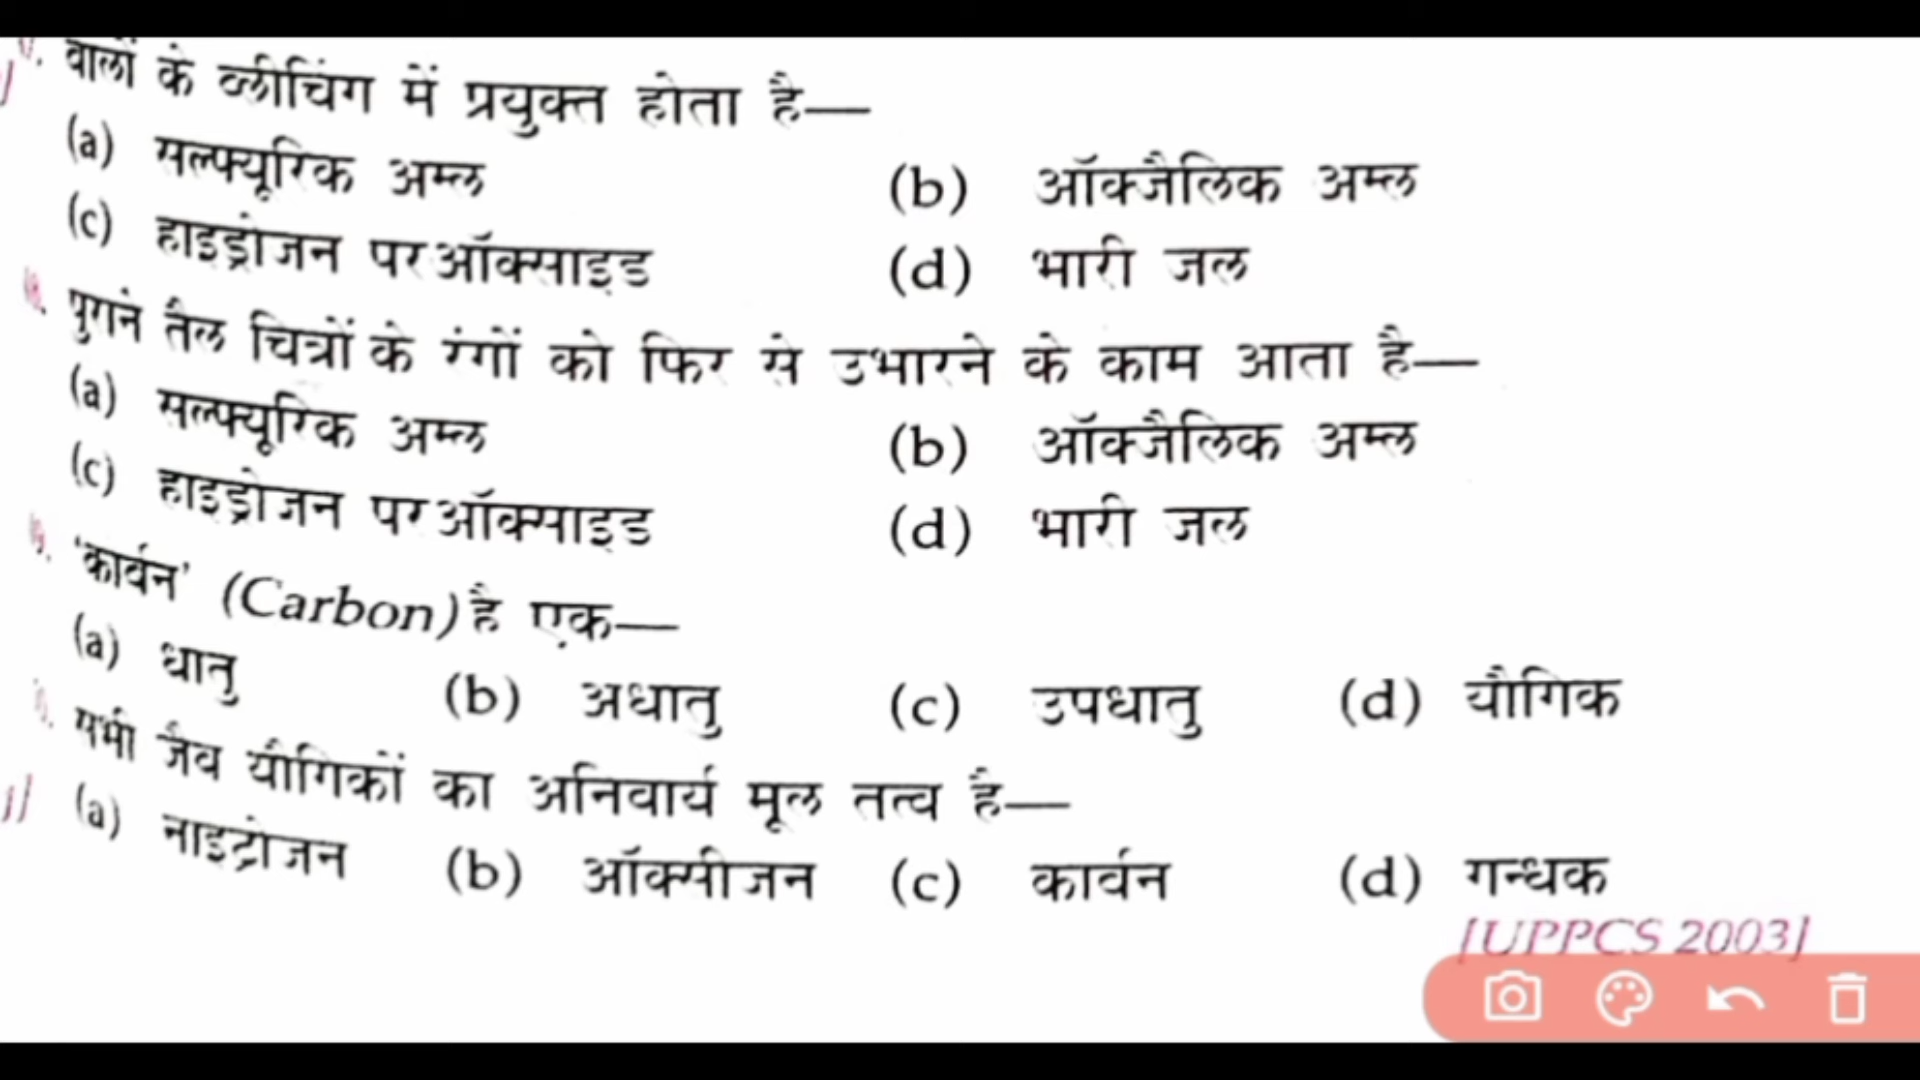 बालों के ब्लीचिंग में प्रयुक्त होता है—
(a) सल्फ्यूरिक अम्ल (b) ऑक्जैलिक अम्ल
(c) हाइड्रोजन परऑक्साइड (d) भारी जल
पुराने तैल चित्रों के रंगों को फिर से उभारने के काम आता है—
(a) सल्फ्यूरिक अम्ल (b) ऑक्जैलिक अम्ल
(c) हाइड्रोजन परऑक्साइड (d) भारी जल
'कार्बन' (Carbon) है एक—
(a) धातु (b) अधातु (c) उपधातु (d) यौगिक
सभी जैव यौगिकों का अनिवार्य मूल तत्व है—
(a) नाइट्रोजन (b) ऑक्सीजन (c) कार्बन (d) गन्धक
[UPPCS 2003]